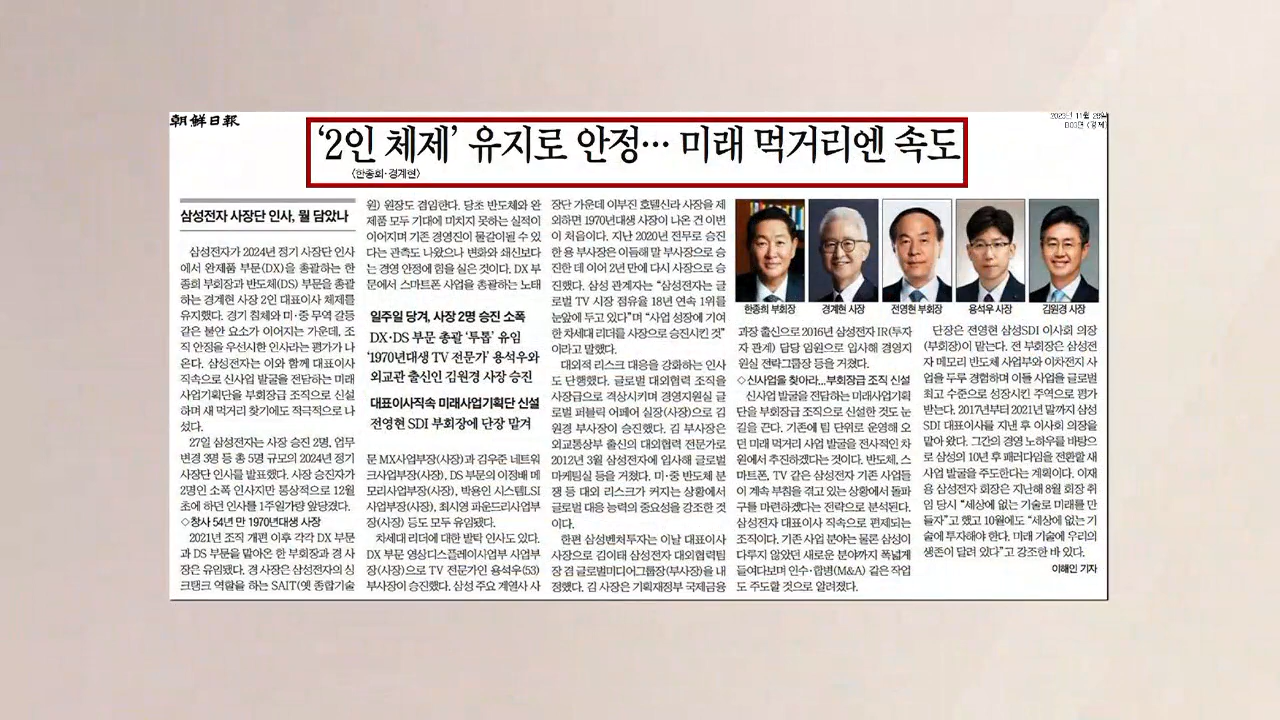 朝鮮日報
2023년 11월 28일
B03면 (경제)
‘2인 체제’ 유지로 안정… 미래 먹거리엔 속도
〈한종희·경계현〉
삼성전자 사장단 인사, 뭘 담았나
삼성전자가 2024년 정기 사장단 인사
에서 완제품 부문(DX)을 총괄하는 한
종희 부회장과 반도체(DS) 부문을 총괄
하는 경계현 사장 2인 대표이사 체제를
유지했다. 경기 침체와 미·중 무역 갈등
같은 불안 요소가 이어지는 가운데, 조
직 안정을 우선시한 인사라는 평가가 나
온다. 삼성전자는 이와 함께 대표이사
직속으로 신사업 발굴을 전담하는 미래
사업기획단을 부회장급 조직으로 신설
하며 새 먹거리 찾기에도 적극적으로 나
섰다.
27일 삼성전자는 사장 승진 2명, 업무
변경 3명 등 총 5명 규모의 2024년 정기
사장단 인사를 발표했다. 사장 승진자가
2명인 소폭 인사지만 통상적으로 12월
초에 하던 인사를 1주일가량 앞당겼다.
◇창사 54년 만 1970년대생 사장
2021년 조직 개편 이후 각각 DX 부문
과 DS 부문을 맡아온 한 부회장과 경 사
장은 유임됐다. 경 사장은 삼성전자의 싱
크탱크 역할을 하는 SAIT(옛 종합기술
원) 원장도 겸임한다. 당초 반도체와 완
제품 모두 기대에 미치지 못하는 실적이
이어지며 기존 경영진이 물갈이될 수 있
다는 관측도 나왔으나 변화와 쇄신보다
는 경영 안정에 힘을 실은 것이다. DX 부
문에서 스마트폰 사업을 총괄하는 노태
일주일 당겨, 사장 2명 승진 소폭
DX·DS 부문 총괄 ‘투톱’ 유임
‘1970년대생 TV 전문가’ 용석우와
외교관 출신인 김원경 사장 승진
대표이사직속 미래사업기획단 신설
전영현 SDI 부회장에 단장 맡겨
문 MX사업부장(사장)과 김우준 네트워
크사업부장(사장), DS 부문의 이정배 메
모리사업부장(사장), 박용인 시스템LSI
사업부장(사장), 최시영 파운드리사업부
장(사장) 등도 모두 유임됐다.
차세대 리더에 대한 발탁 인사도 있다.
DX 부문 영상디스플레이사업부 사업부
장(사장)으로 TV 전문가인 용석우(53)
부사장이 승진했다. 삼성 주요 계열사 사
장단 가운데 이부진 호텔신라 사장을 제
외하면 1970년대생 사장이 나온 건 이번
이 처음이다. 지난 2020년 전무로 승진
한 용 부사장은 이듬해 말 부사장으로 승
진한 데 이어 2년 만에 다시 사장으로 승
진했다. 삼성 관계자는 “삼성전자는 글
로벌 TV 시장 점유율 18년 연속 1위를
눈앞에 두고 있다”며 “사업 성장에 기여
한 차세대 리더를 사장으로 승진시킨 것”
이라고 말했다.
대외적 리스크 대응을 강화하는 인사
도 단행했다. 글로벌 대외협력 조직을
사장급으로 격상시키며 경영지원실 글
로벌 퍼블릭 어페어 실장(사장)으로 김
원경 부사장이 승진했다. 김 부사장은
외교통상부 출신의 대외협력 전문가로
2012년 3월 삼성전자에 입사해 글로벌
마케팅실 등을 거쳤다. 미·중 반도체 분
쟁 등 대외 리스크가 커지는 상황에서
글로벌 대응 능력의 중요성을 강조한 것
이다.
한편 삼성벤처투자는 이날 대표이사
사장으로 김이태 삼성전자 대외협력팀
장 겸 글로벌미디어그룹장(부사장)을 내
정했다. 김 사장은 기획재정부 국제금융
한종희 부회장
경계현 사장
전영현 부회장
용석우 사장
김원경 사장
과장 출신으로 2016년 삼성전자 IR(투자
자 관계) 담당 임원으로 입사해 경영지
원실 전략그룹장 등을 거쳤다.
◇신사업을 찾아라…부회장급 조직 신설
신사업 발굴을 전담하는 미래사업기획
단을 부회장급 조직으로 신설한 것도 눈
길을 끈다. 기존에 팀 단위로 운영해 오
던 미래 먹거리 사업 발굴을 전사적인 차
원에서 추진하겠다는 것이다. 반도체, 스
마트폰, TV 같은 삼성전자 기존 사업들
이 계속 부침을 겪고 있는 상황에서 돌파
구를 마련하겠다는 전략으로 분석된다.
삼성전자 대표이사 직속으로 편제되는
조직이다. 기존 사업 분야는 물론 삼성이
다루지 않았던 새로운 분야까지 폭넓게
들여다보며 인수·합병(M&A) 같은 작업
도 주도할 것으로 알려졌다.
단장은 전영현 삼성SDI 이사회 의장
(부회장)이 맡는다. 전 부회장은 삼성전
자 메모리 반도체 사업부와 이차전지 사
업을 두루 경험하며 이들 사업을 글로벌
최고 수준으로 성장시킨 주역으로 평가
받는다. 2017년부터 2021년 말까지 삼성
SDI 대표이사를 지낸 후 이사회 의장을
맡아 왔다. 그간의 경영 노하우를 바탕으
로 삼성의 10년 후 패러다임을 전환할 새
사업 발굴을 주도한다는 계획이다. 이재
용 삼성전자 회장은 지난해 8월 회장 취
임 당시 “세상에 없는 기술로 미래를 만
들자”고 했고 10월에도 “세상에 없는 기
술에 투자해야 한다. 미래 기술에 우리의
생존이 달려 있다”고 강조한 바 있다.
이해인 기자